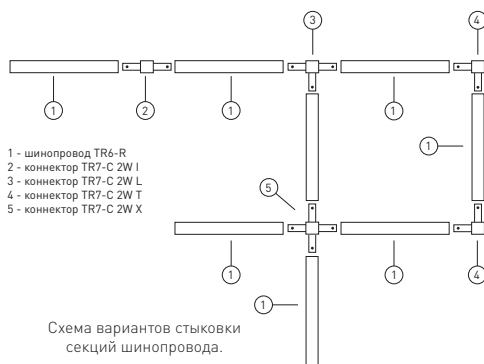 3
4
1
2
1
1
1
1 - шинопровод TR6-R
2 - коннектор TR7-C 2W I
3 - коннектор TR7-C 2W L
4 - коннектор TR7-C 2W T
5 - коннектор TR7-C 2W X
5
1
1
4
1
Схема вариантов стыковки
секций шинопровода.